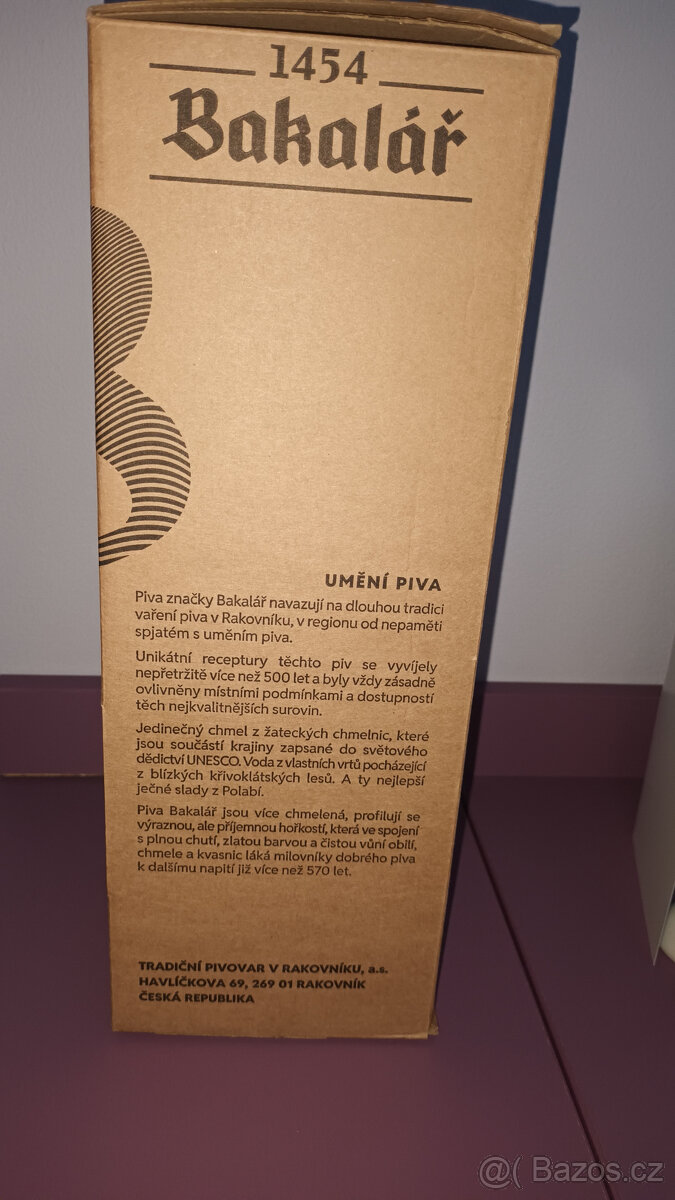 1454
Bakalář
UMĚNÍ PIVA
Piva značky Bakalář navazují na dlouhou tradici
vaření piva v Rakovníku, v regionu od nepaměti
spjatém s uměním piva.
Unikátní receptury těchto piv se vyvíjely
nepřetržitě více než 500 let a byly vždy zásadně
ovlivněny místními podmínkami a dostupností
těch nejkvalitnějších surovin.
Jedinečný chmel z žateckých chmelnic, které
jsou součástí krajiny zapsané do světového
dědictví UNESCO. Voda z vlastních vrtů pocházející
z blízkých křivoklátských lesů. A ty nejlepší
ječné slady z Polabí.
Piva Bakalář jsou více chmelená, profilují se
výraznou, ale příjemnou hořkostí, která ve spojení
s plnou chutí, zlatou barvou a čistou vůní obilí,
chmele a kvasnic láká milovníky dobrého piva
k dalšímu napití již více než 570 let.
TRADIČNÍ PIVOVAR V RAKOVNÍKU, a.s.
HAVLÍČKOVA 69, 269 01 RAKOVNÍK
ČESKÁ REPUBLIKA
@( Bazos.cz